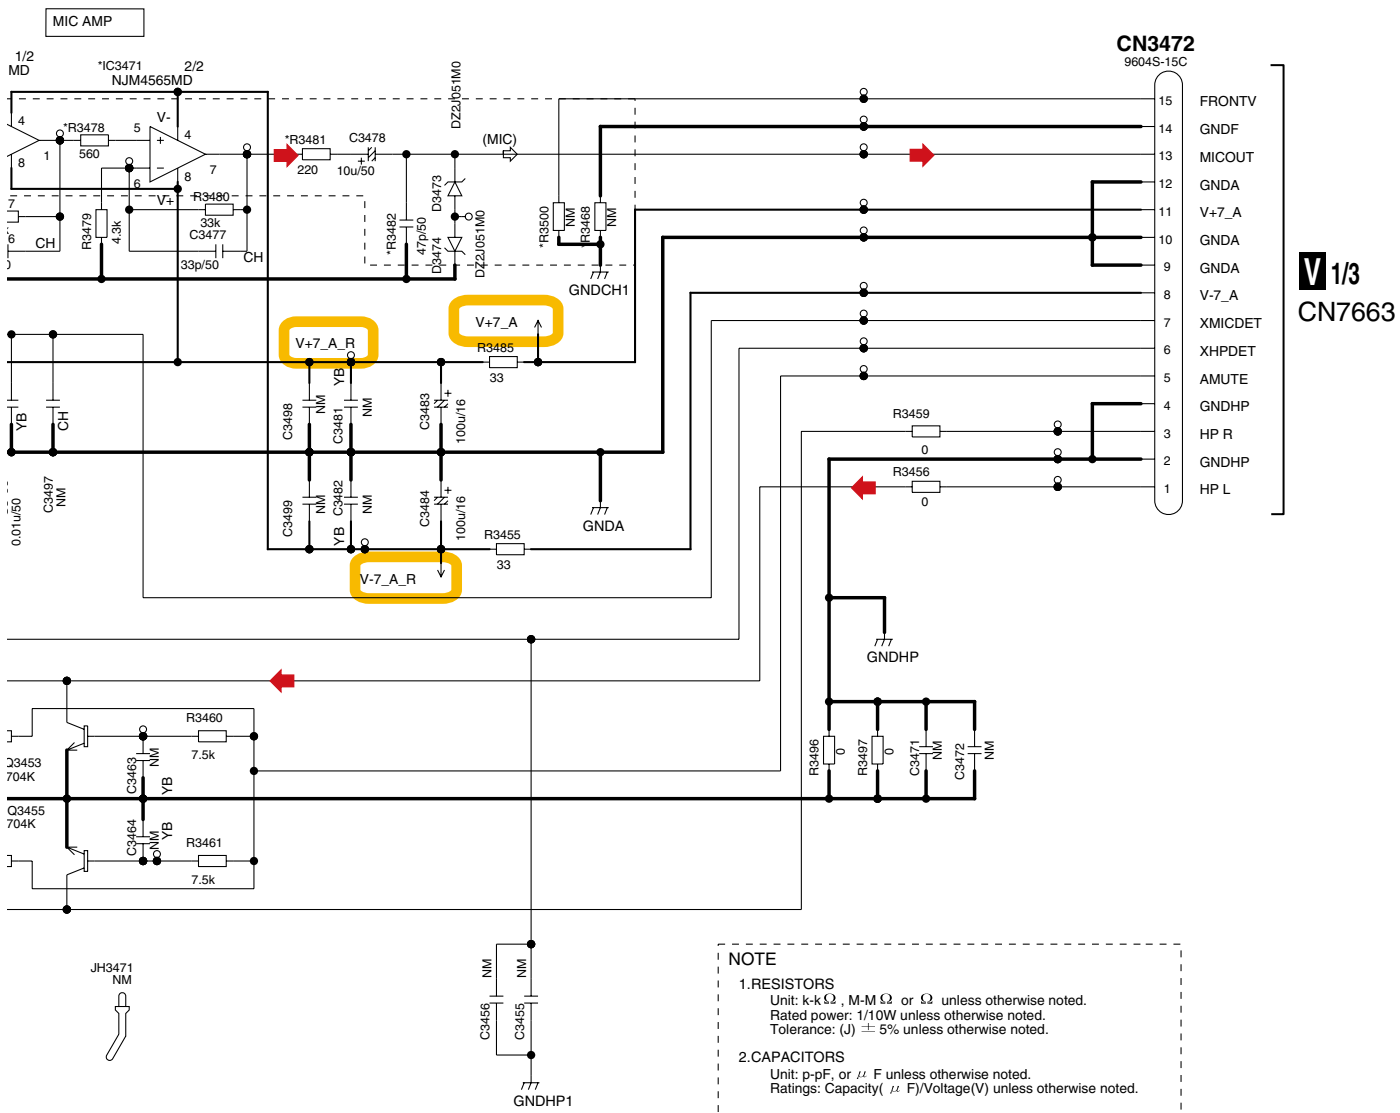 MIC AMP
CN3472
9604S-15C
1/2
MD
*IC3471
NJM4565MD
2/2
DZ2J051M0
4
8
1
*R3478
560
5
6
V-
4
8
7
V+
*R3481
220
C3478
+
10u/50
(MIC)
D3473
D3474
DZ2J051M0
*R3482
47p/50
R3479
4.3k
R3480
33k
C3477
33p/50
CH
7
6
CH
0
*R3500
NM
*R3468
NM
GNDCH1
15 FRONTV
14 GNDF
13 MICOUT
12 GNDA
11 V+7_A
10 GNDA
9 GNDA
8 V-7_A
7 XMICDET
6 XHPDET
5 AMUTE
4 GNDHP
3 HP R
2 GNDHP
1 HP L
V 1/3
CN7663
V+7_A_R
V+7_A
R3485
33
YB
CH
C3497
NM
0.01u/50
C3498
NM
YB
C3481
NM
C3483
+
100u/16
C3499
NM
C3482
YB
NM
C3484
+
100u/16
GNDA
R3455
33
V-7_A_R
R3459
0
R3456
0
GNDHP
R3496
0
R3497
0
C3471
NM
C3472
NM
Q3453
704K
Q3455
704K
R3460
7.5k
C3463
NM
YB
C3464
NM
YB
R3461
7.5k
JH3471
NM
NM
C3456
NM
C3455
GNDHP1
NOTE
1.RESISTORS
Unit: k-k Ω , M-M Ω or Ω unless otherwise noted.
Rated power: 1/10W unless otherwise noted.
Tolerance: (J) ± 5% unless otherwise noted.
2.CAPACITORS
Unit: p-pF, or μ F unless otherwise noted.
Ratings: Capacity( μ F)/Voltage(V) unless otherwise noted.